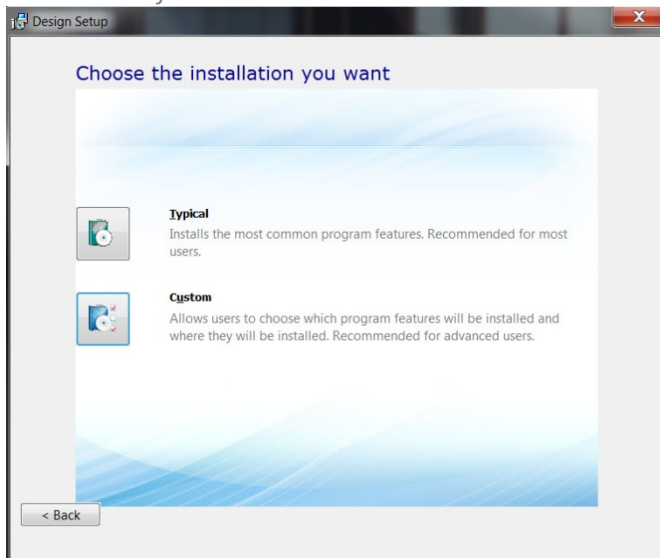 Design Setup
Choose the installation you want
Typical
Installs the most common program features. Recommended for most
users.
Custom
Allows users to choose which program features will be installed and
where they will be installed. Recommended for advanced users.
< Back